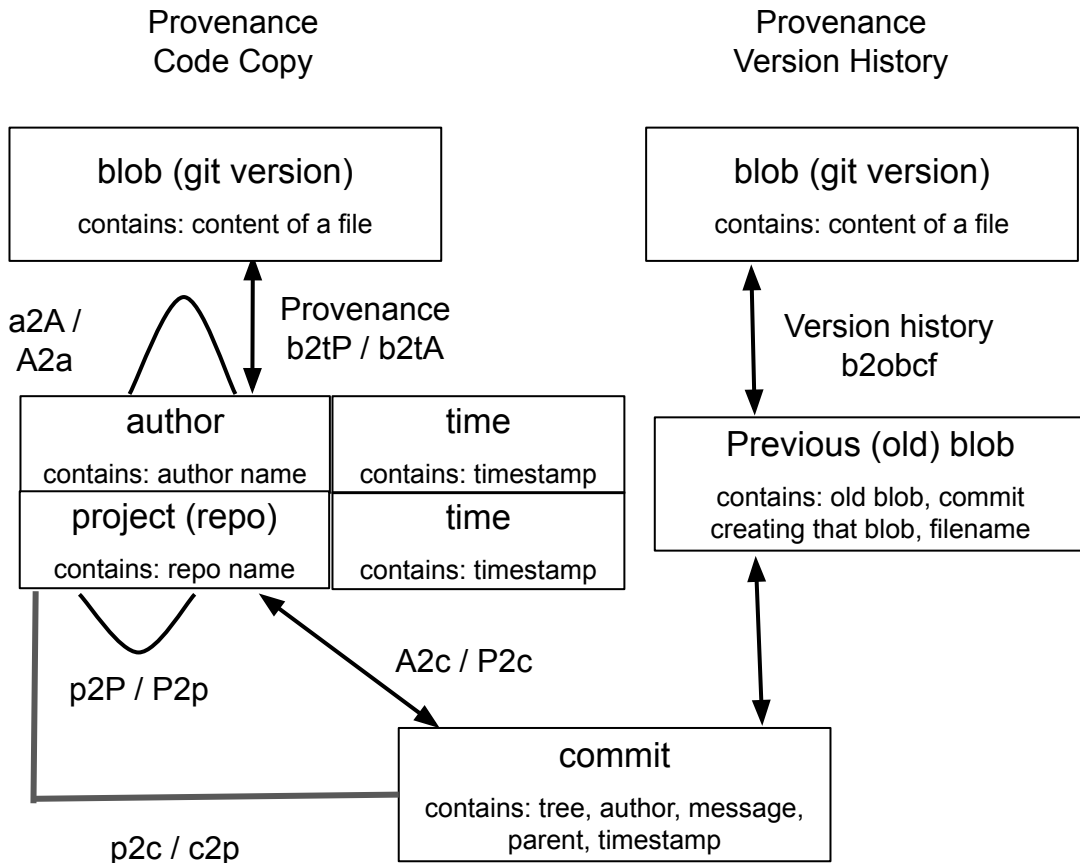 Provenance
Code Copy
Provenance
Version History
blob (git version)
contains: content of a file
blob (git version)
contains: content of a file
a2A /
A2a
Provenance
b2tP / b2tA
Version history
b2obcf
author
contains: author name
time
contains: timestamp
project (repo)
contains: repo name
time
contains: timestamp
Previous (old) blob
contains: old blob, commit
creating that blob, filename
p2P / P2p
A2c / P2c
commit
contains: tree, author, message,
parent, timestamp
p2c / c2p